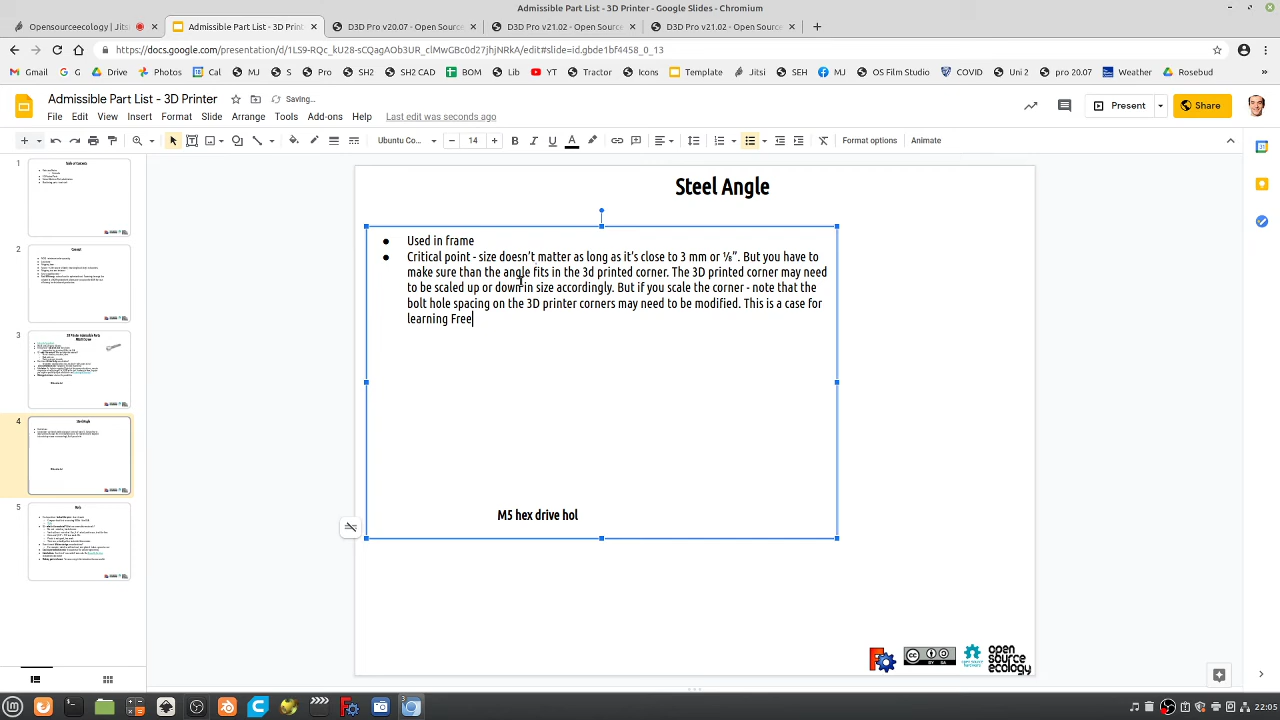 Admissible Part List - 3D Printer - Google Slides - Chromium
Opensourceecology | Jitsi
Admissible Part List - 3D Print
D3D Pro v20.07 - Open Source
D3D Pro v21.02 - Open Source
D3D Pro v21.02 - Open Source
https://docs.google.com/presentation/d/1LS9-RQc_kU28-sCQagAOb3UR_clMwGBc0d27jhjNRkA/edit#slide=id.gbde1bf4458_0_13
Gmail G Drive Photos Cal MJ S Pro SH2 SH2 CAD BOM Lib YT Tractor Icons Template Jitsi SEH MJ OS Film Studio COVID Uni 2 pro 20.07 Weather Rosebud
Admissible Part List - 3D Printer
Saving...
File Edit View Insert Format Slide Arrange Tools Add-ons Help Last edit was seconds ago
Present
Share
Ubuntu Co... 14 Format options Animate
1
2
3
4
5
Steel Angle
Used in frame
Critical point - size doesn't matter as long as it's close to 3 mm or ⅛". But you have to
make sure that the angle fits in the 3d printed corner. The 3D printed corner may need
to be scaled up or down in size accordingly. But if you scale the corner - note that the
bolt hole spacing on the 3D printer corners may need to be modified. This is a case for
learning Free
M5 hex drive hol
open
source
ecology
22:05